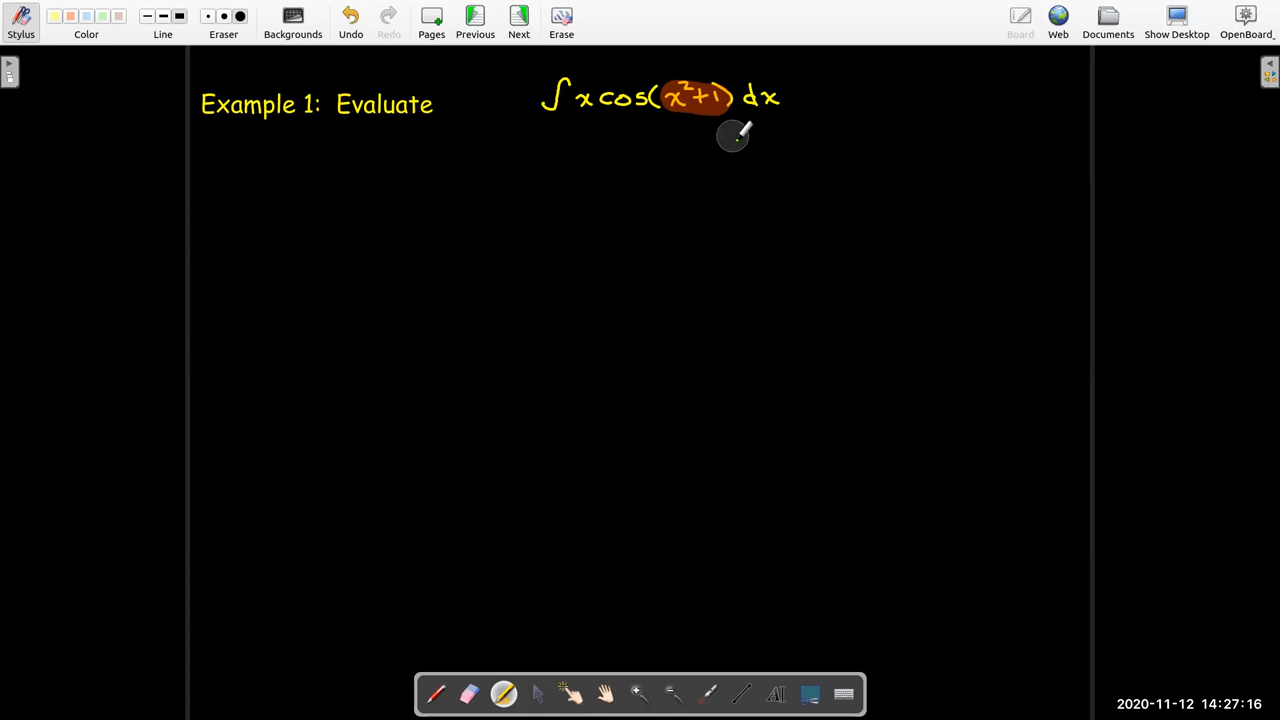 Stylus Color Line Eraser Backgrounds Undo Redo Pages Previous Next Erase Board Web Documents Show Desktop OpenBoard
Example 1: Evaluate ∫ x cos(x²+1) dx
AI
2020-11-12 14:27:16